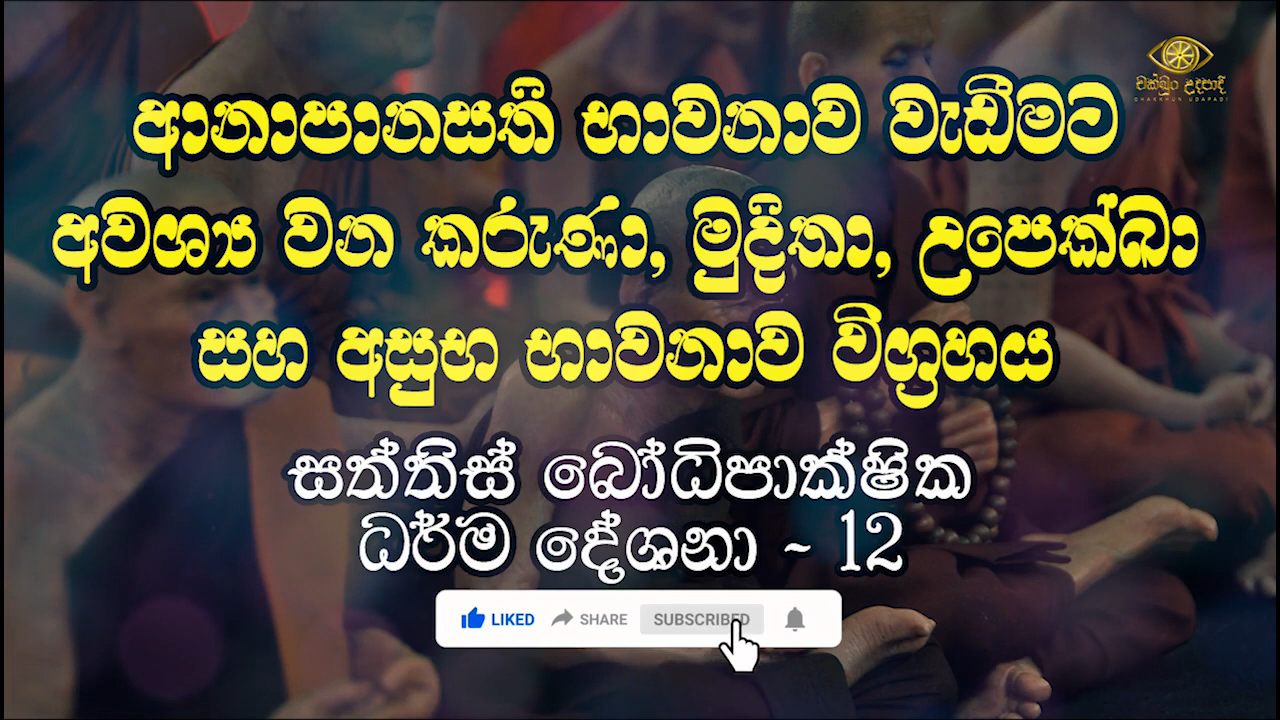 චක්ඛුං උදපාදි
CHAKKHUN UDAPADI
ආනාපානසති භාවනාව වැඩීමට
අවශ්‍ය වන කරුණා, මුදිතා, උපෙක්ඛා
සහ අසුභ භාවනාව විග්‍රහය
සත්තිස් බෝධිපාක්ෂික
ධර්ම දේශනා - 12
LIKED SHARE SUBSCRIBED